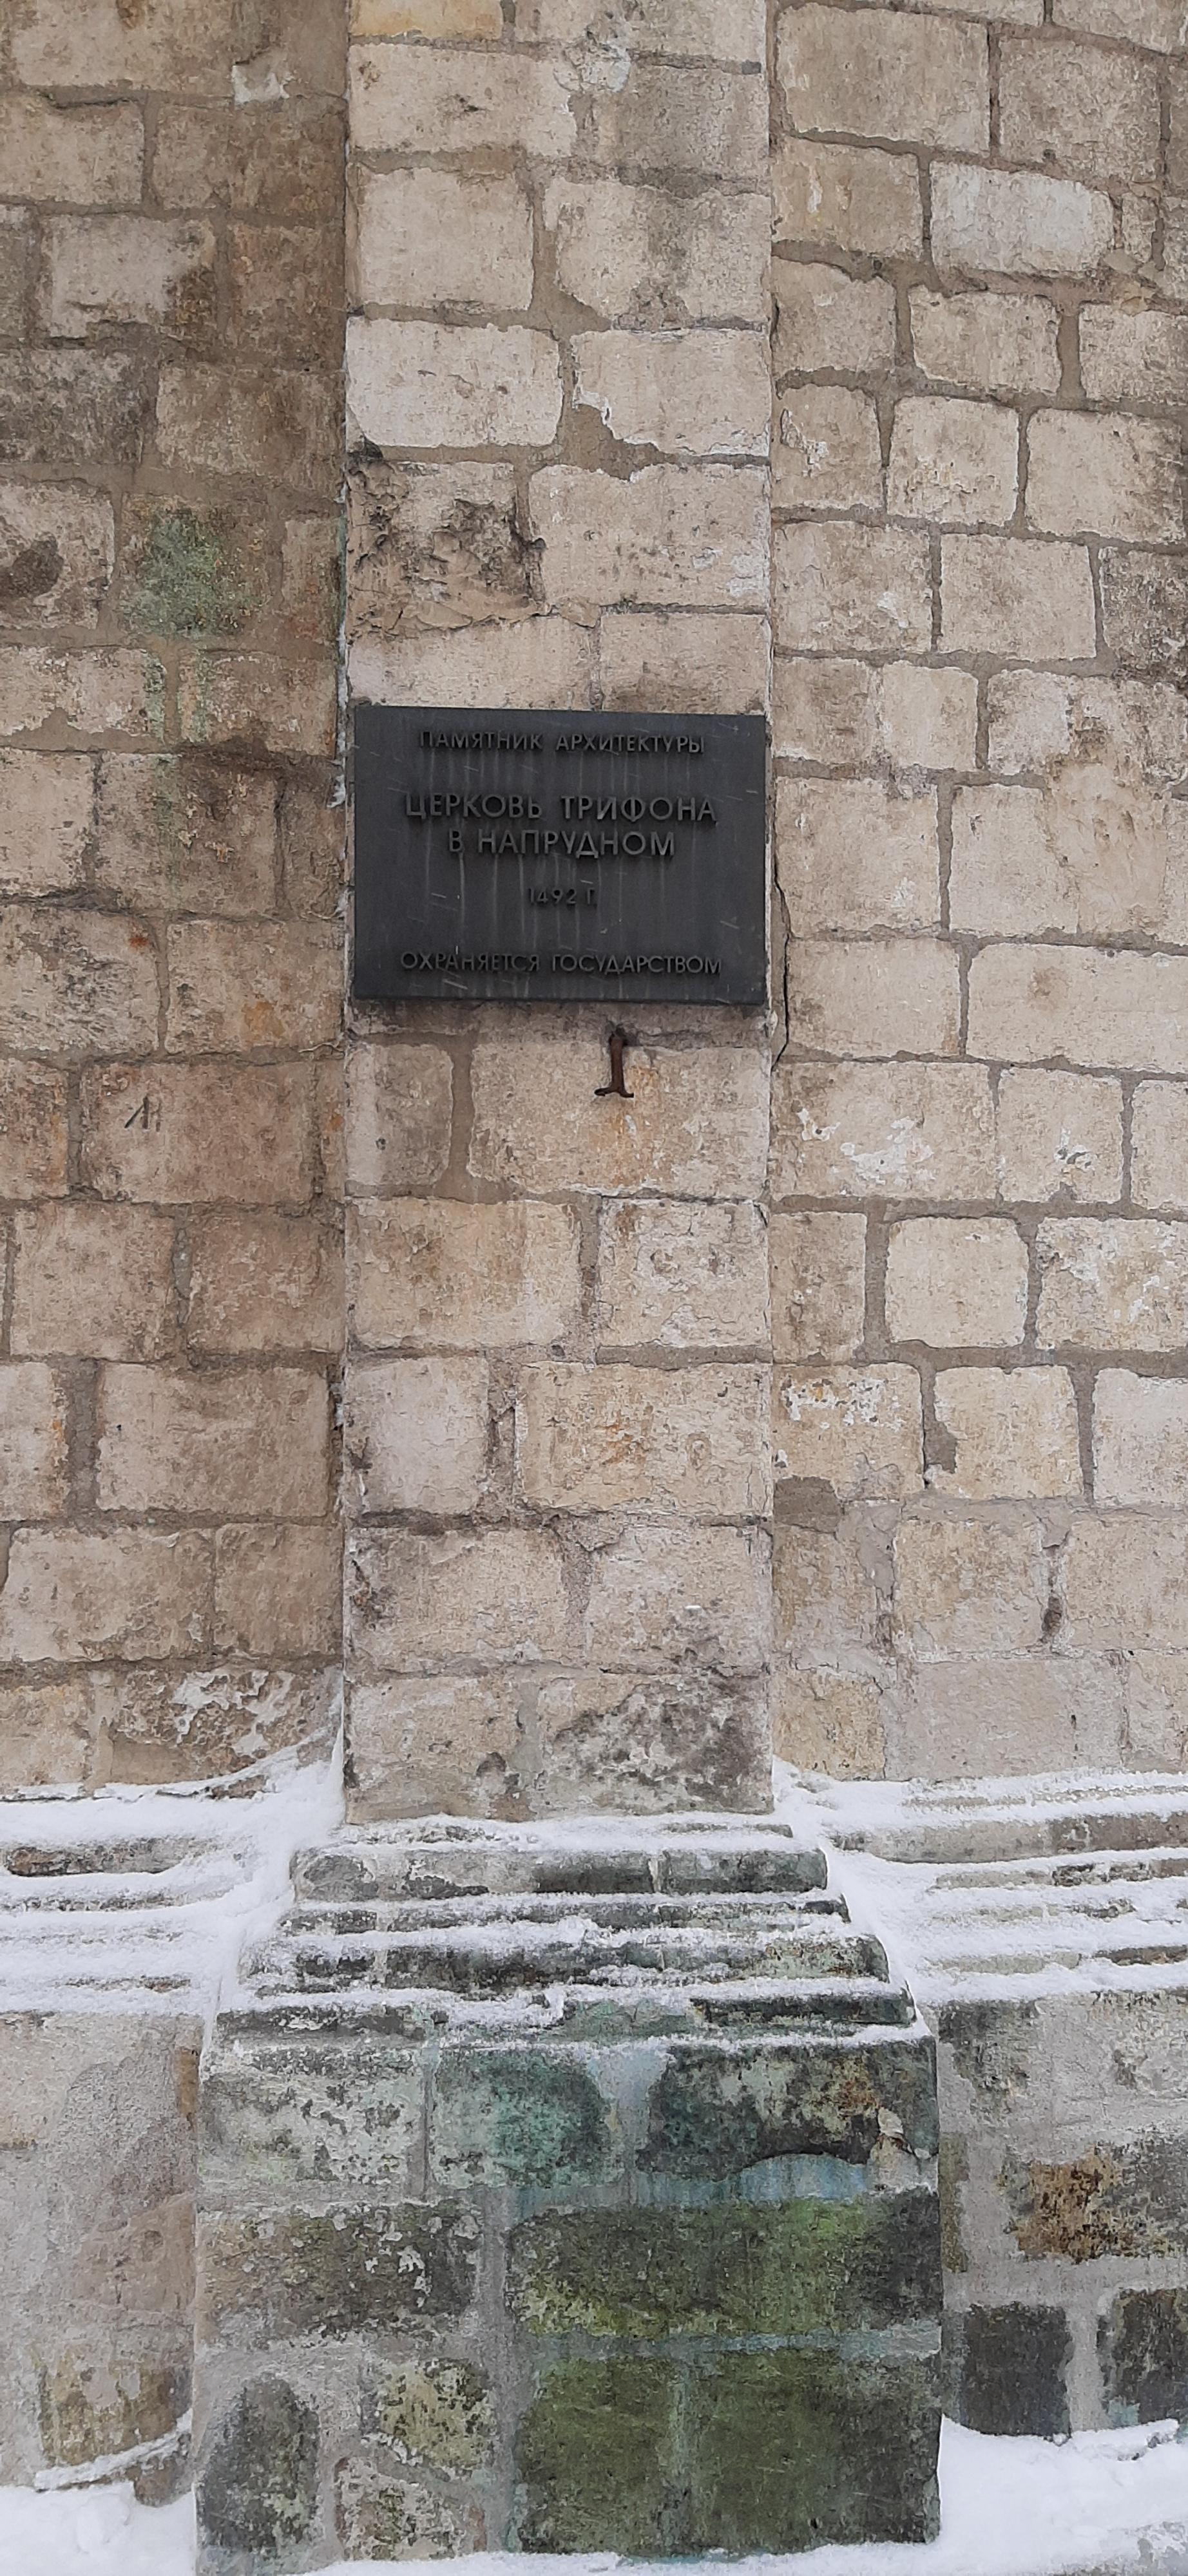 ПАМЯТНИК АРХИТЕКТУРЫ
ЦЕРКОВЬ ТРИФОНА
В НАПРУДНОМ
1492 Г.
ОХРАНЯЕТСЯ ГОСУДАРСТВОМ